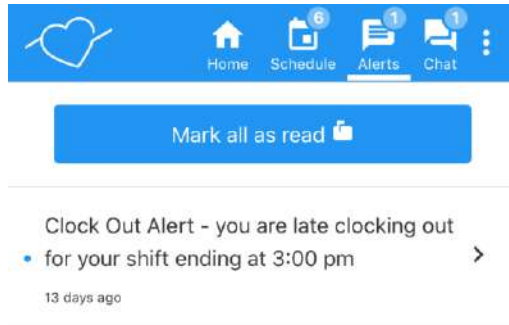 6 1 1
Home Schedule Alerts Chat
Mark all as read
Clock Out Alert - you are late clocking out
for your shift ending at 3:00 pm
13 days ago